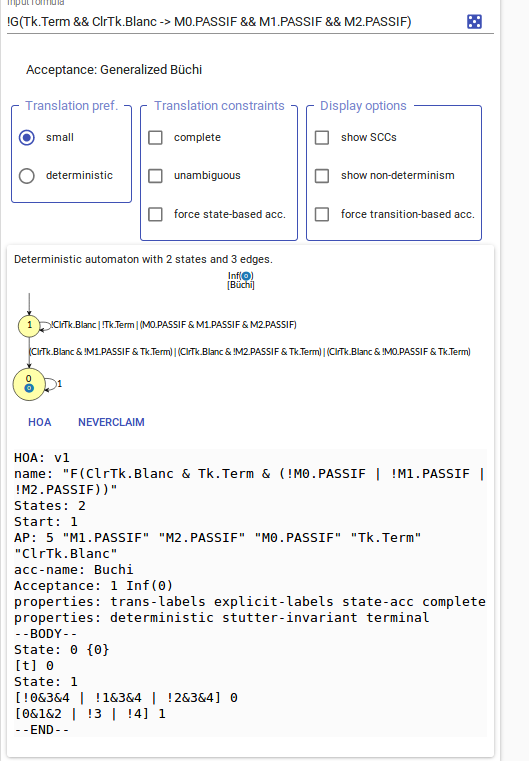 Input formula
!G(Tk.Term && ClrTk.Blanc -> M0.PASSIF && M1.PASSIF && M2.PASSIF)
Acceptance: Generalized Büchi
Translation pref.
small
deterministic
Translation constraints
complete
unambiguous
force state-based acc.
Display options
show SCCs
show non-determinism
force transition-based acc.
Deterministic automaton with 2 states and 3 edges.
Inf(0)
[Büchi]
1
!ClrTk.Blanc | !Tk.Term | (M0.PASSIF & M1.PASSIF & M2.PASSIF)
(ClrTk.Blanc & !M1.PASSIF & Tk.Term) | (ClrTk.Blanc & !M2.PASSIF & Tk.Term) | (ClrTk.Blanc & !M0.PASSIF & Tk.Term)
0
0
1
HOA
NEVERCLAIM
HOA: v1
name: "F(ClrTk.Blanc & Tk.Term & (!M0.PASSIF | !M1.PASSIF |
!M2.PASSIF))"
States: 2
Start: 1
AP: 5 "M1.PASSIF" "M2.PASSIF" "M0.PASSIF" "Tk.Term"
"ClrTk.Blanc"
acc-name: Buchi
Acceptance: 1 Inf(0)
properties: trans-labels explicit-labels state-acc complete
properties: deterministic stutter-invariant terminal
--BODY--
State: 0 {0}
[t] 0
State: 1
[!0&3&4 | !1&3&4 | !2&3&4] 0
[0&1&2 | !3 | !4] 1
--END--